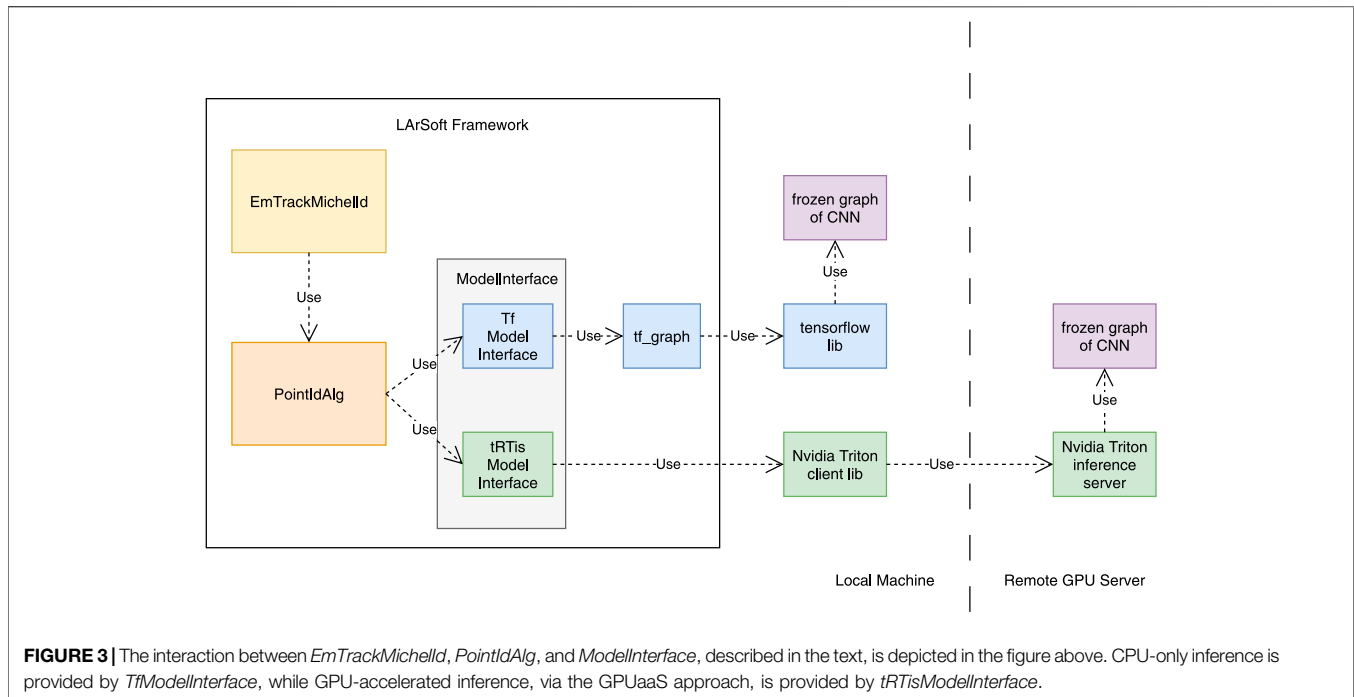 LArSoft Framework
EmTrackMichelId
Use
PointIdAlg
Use
Use
ModelInterface
Tf
Model
Interface
Use
tf_graph
Use
tensorflow
lib
Use
frozen graph
of CNN
tRTis
Model
Interface
Use
Nvidia Triton
client lib
Use
Nvidia Triton
inference
server
Use
frozen graph
of CNN
Local Machine
Remote GPU Server
FIGURE 3 | The interaction between EmTrackMichelId, PointIdAlg, and ModelInterface, described in the text, is depicted in the figure above. CPU-only inference is
provided by TfModelInterface, while GPU-accelerated inference, via the GPUaaS approach, is provided by tRTisModelInterface.